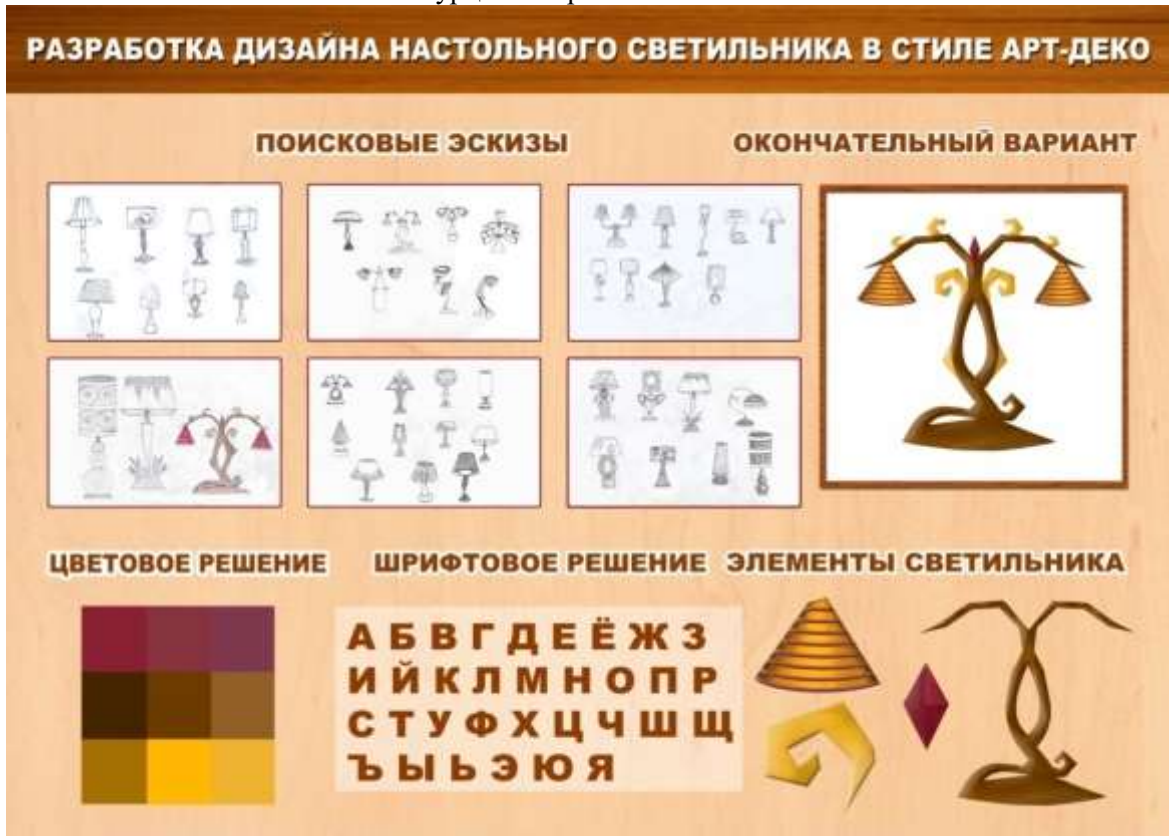 РАЗРАБОТКА ДИЗАЙНА НАСТОЛЬНОГО СВЕТИЛЬНИКА В СТИЛЕ АРТ-ДЕКО
ПОИСКОВЫЕ ЭСКИЗЫ
ОКОНЧАТЕЛЬНЫЙ ВАРИАНТ
ЦВЕТОВОЕ РЕШЕНИЕ
ШРИФТОВОЕ РЕШЕНИЕ
ЭЛЕМЕНТЫ СВЕТИЛЬНИКА
А Б В Г Д Е Ё Ж З
И Й К Л М Н О П Р
С Т У Ф Х Ц Ч Ш Щ
Ъ Ы Ь Э Ю Я